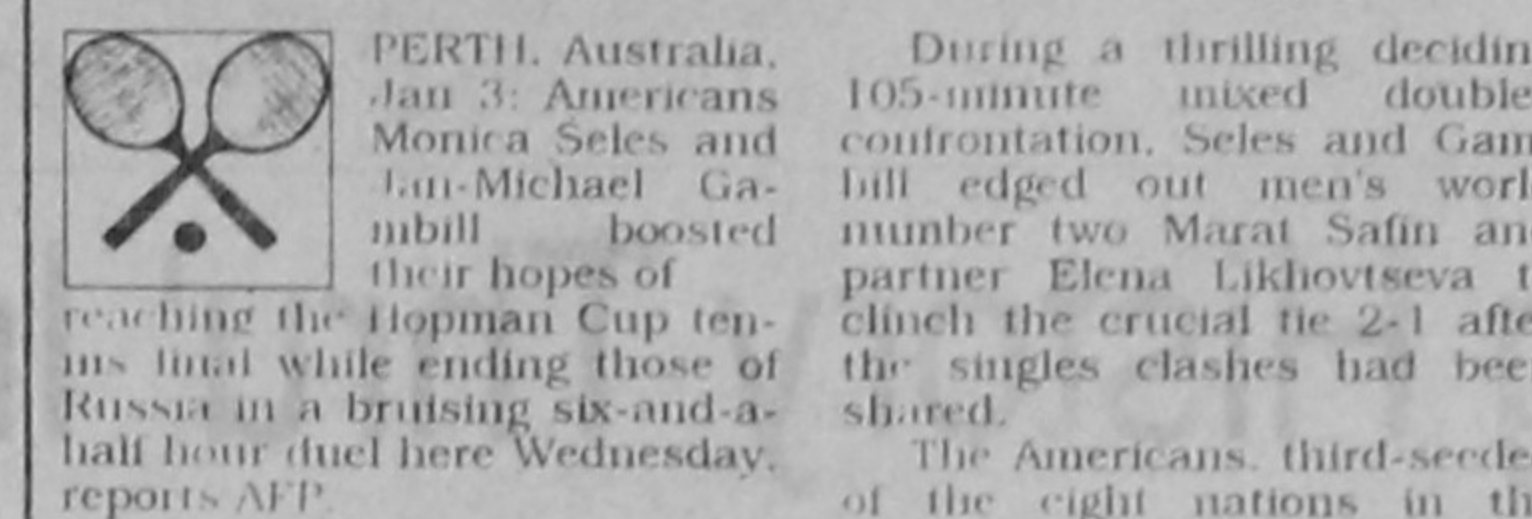 PERTH, Australia,
Jan 3: Americans
Monica Seles and
Jan-Michael Ga-
mbill boosted
their hopes of
reaching the Hopman Cup ten-
nis final while ending those of
Russia in a bruising six-and-a-
half hour duel here Wednesday,
reports AFP.
During a thrilling decidin
105-minute mixed double
confrontation, Seles and Gam
bill edged out men's worl
number two Marat Safin an
partner Elena Likhovtseva t
clinch the crucial tie 2-1 afte
the singles clashes had bee
shared.
The Americans, third-seede
of the eight nations in th